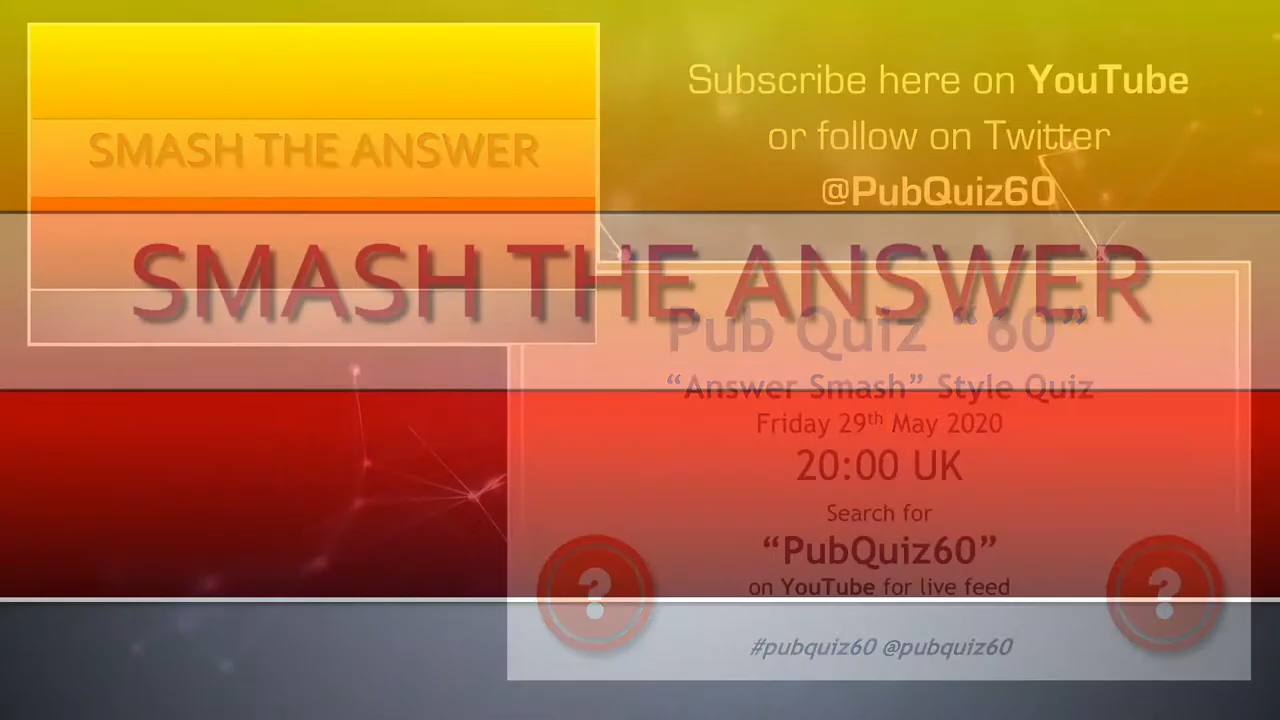 SMASH THE ANSWER
Subscribe here on YouTube
or follow on Twitter
@PubQuiz60
SMASH THE ANSWER
Pub Quiz “60”
“Answer Smash” Style Quiz
Friday 29th May 2020
20:00 UK
Search for
“PubQuiz60”
on YouTube for live feed
? ?
#pubquiz60 @pubquiz60